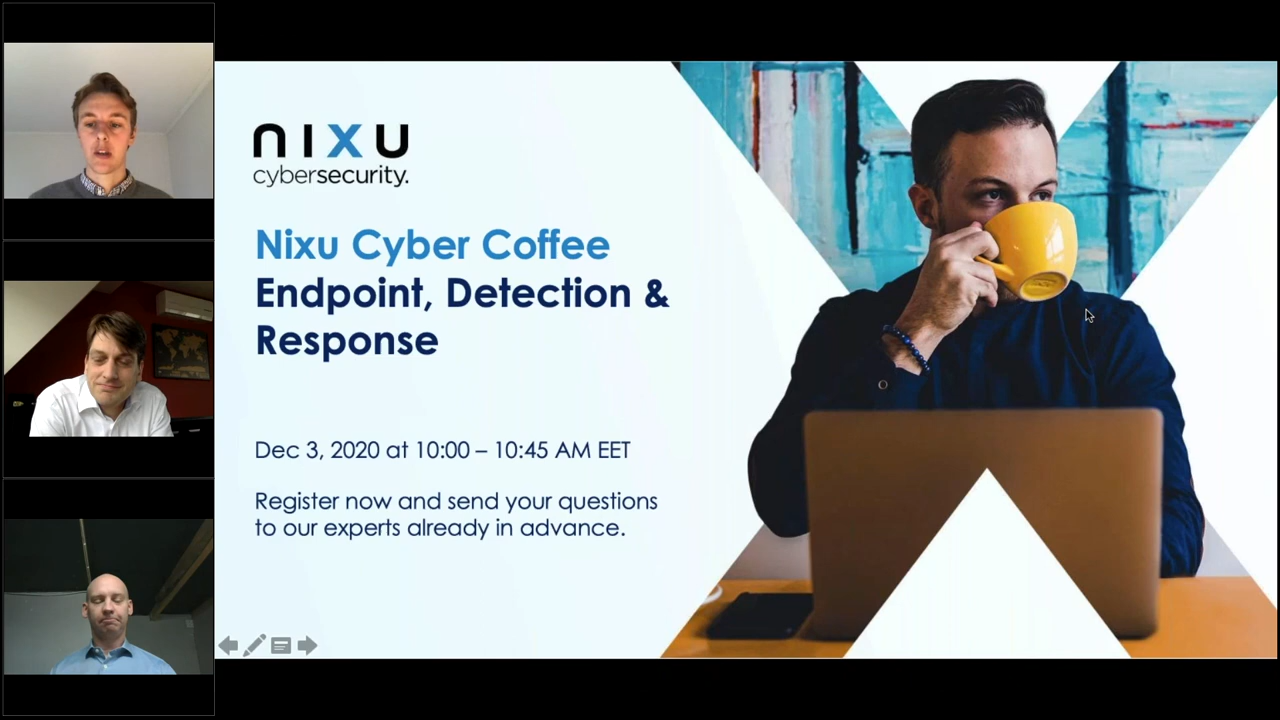 nixu
cybersecurity.
Nixu Cyber Coffee
Endpoint, Detection &
Response
Dec 3, 2020 at 10:00 – 10:45 AM EET
Register now and send your questions
to our experts already in advance.